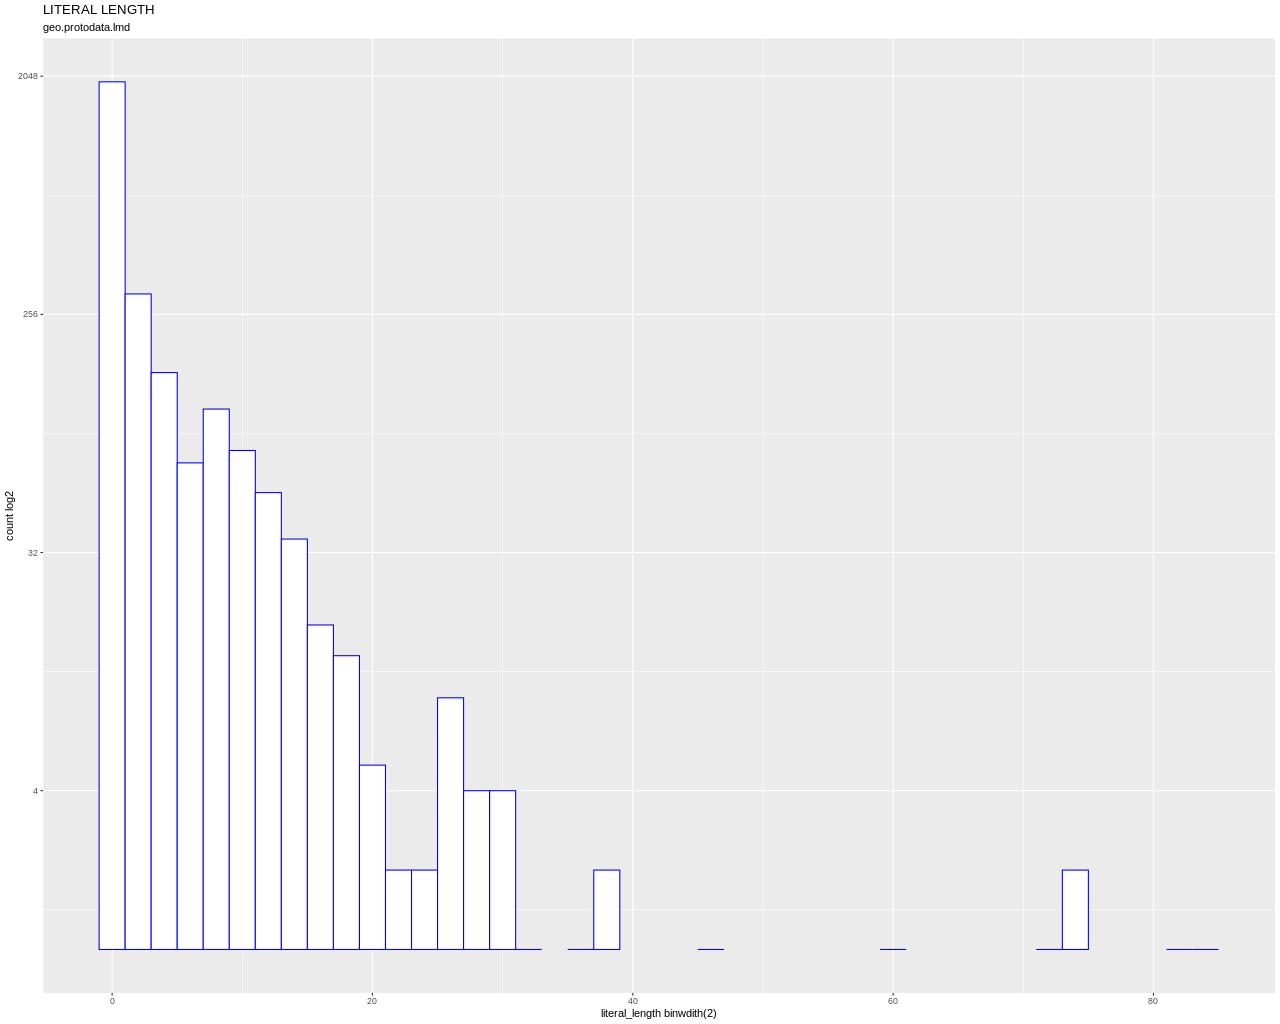 LITERAL LENGTH
geo.protodata.lmd
2048
256
32
4
count log2
0 20 40 60 80
literal_length binwdith(2)